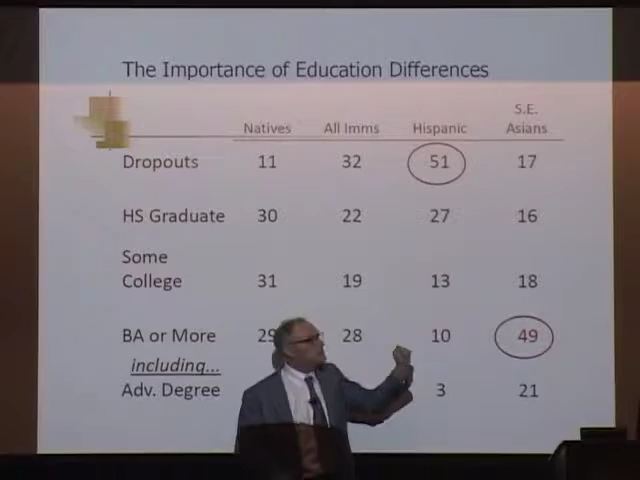 The Importance of Education Differences
S.E.
Natives All Imms Hispanic Asians
Dropouts 11 32 51 17
HS Graduate 30 22 27 16
Some
College 31 19 13 18
BA or More 29 28 10 49
including...
Adv. Degree 3 21